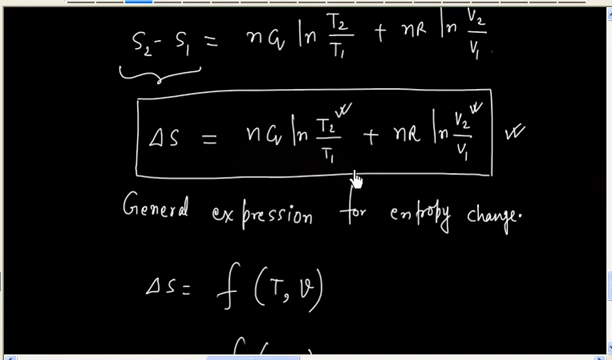 S₂ - S₁ = nCv ln T₂/T₁ + nR ln V₂/V₁
ΔS = nCv ln T₂/T₁ + nR ln V₂/V₁
General expression for entropy change.
ΔS = f (T, V)